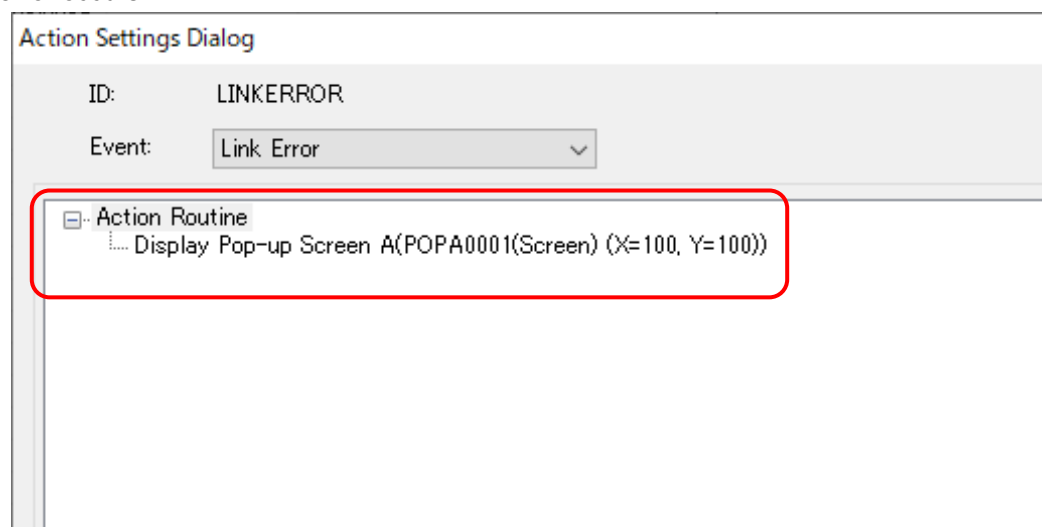 Action Settings Dialog
ID: LINKERROR
Event: Link Error
Action Routine
Display Pop-up Screen A(POPA0001(Screen) (X=100, Y=100))